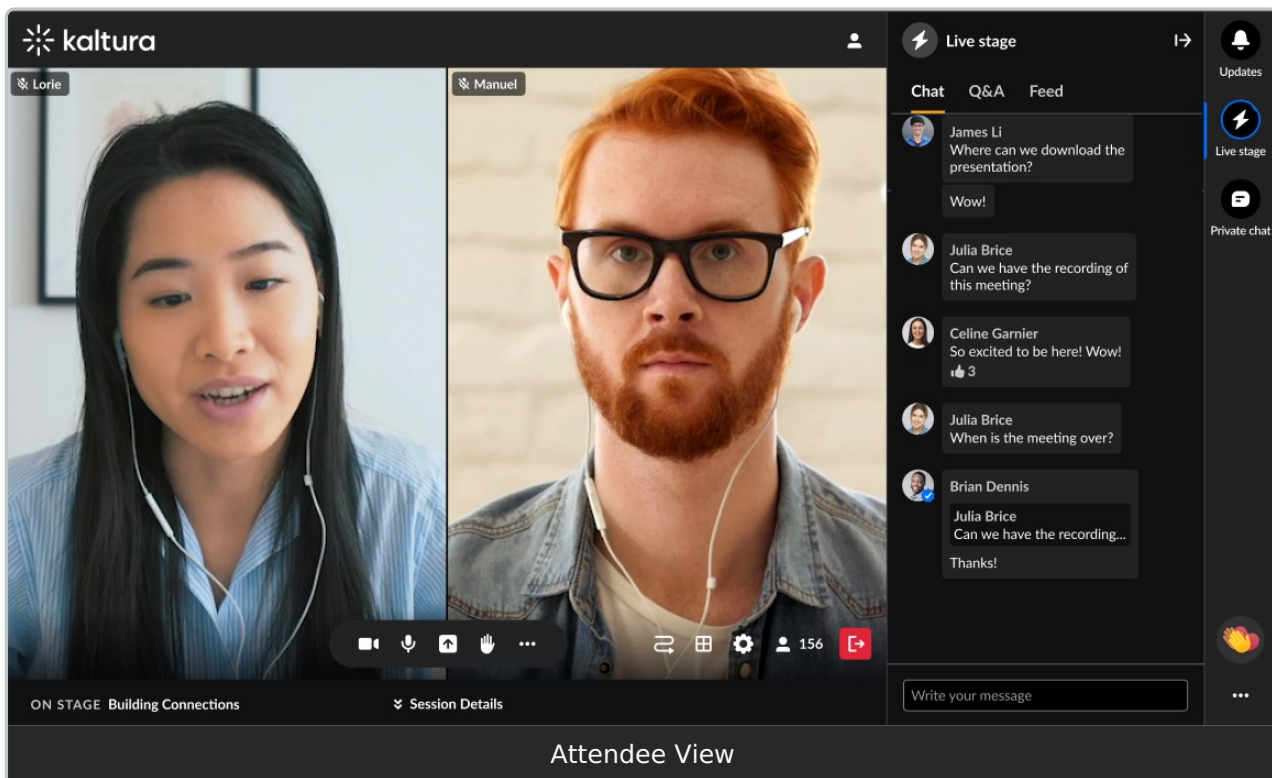 kaltura
Lorie
Manuel
156
ON STAGE Building Connections
Session Details
Live stage
Chat Q&A Feed
James Li
Where can we download the
presentation?
Wow!
Julia Brice
Can we have the recording of
this meeting?
Celine Garnier
So excited to be here! Wow!
3
Julia Brice
When is the meeting over?
Brian Dennis
Julia Brice
Can we have the recording...
Thanks!
Write your message
Updates
Live stage
Private chat
Attendee View